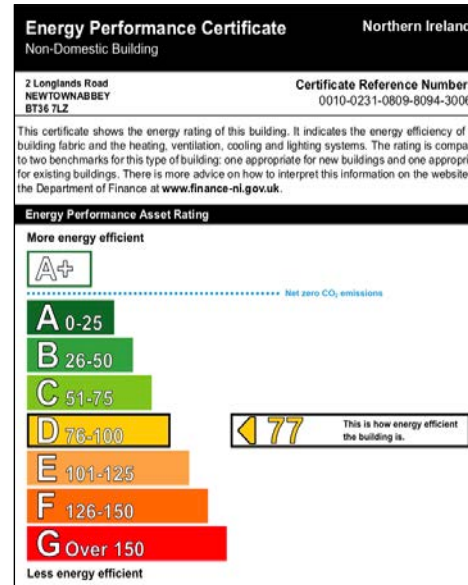 Energy Performance Certificate
Northern Ireland
Non-Domestic Building
2 Longlands Road
NEWTOWNABBEY
BT36 7LZ
Certificate Reference Number
0010-0231-0809-8094-3006
This certificate shows the energy rating of this building. It indicates the energy efficiency of
building fabric and the heating, ventilation, cooling and lighting systems. The rating is compa
to two benchmarks for this type of building: one appropriate for new buildings and one appropri
for existing buildings. There is more advice on how to interpret this information on the website
the Department of Finance at www.finance-ni.gov.uk.
Energy Performance Asset Rating
More energy efficient
A+
Net zero CO₂ emissions
A 0-25
B 26-50
C 51-75
D 76-100
77
This is how energy efficient
the building is.
E 101-125
F 126-150
G Over 150
Less energy efficient